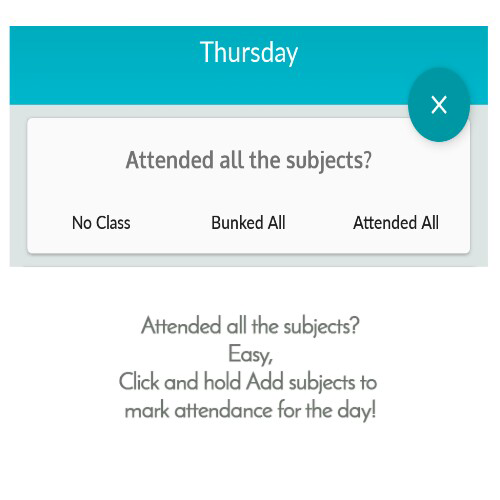 Thursday
X
Attended all the subjects?
No Class Bunked All Attended All
Attended all the subjects?
Easy,
Click and hold Add subjects to
mark attendance for the day!